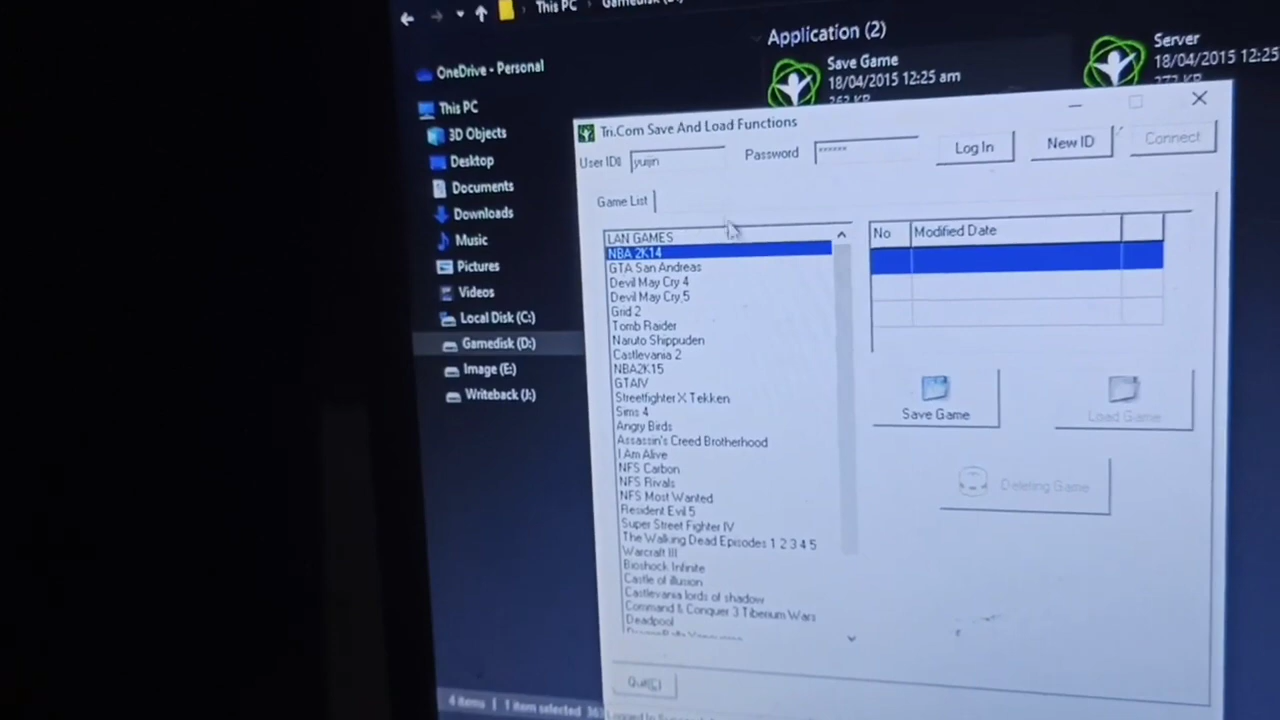 This PC
Application (2)
Save Game
18/04/2015 12:25 am
Server
18/04/2015 12:25
OneDrive - Personal
This PC
3D Objects
Desktop
Documents
Downloads
Music
Pictures
Videos
Local Disk (C:)
Gamedisk (D:)
Image (E:)
Writeback (J:)
4 items
1 item selected
Tri.Com Save And Load Functions
User ID
yuijin
Password
******
Log In
New ID
Connect
Game List
LAN GAMES
NBA 2K14
GTA San Andreas
Devil May Cry 4
Devil May Cry 5
Grid 2
Tomb Raider
Naruto Shippuden
Castlevania 2
NBA2K15
GTAIV
Streetfighter X Tekken
Sims 4
Angry Birds
Assassin's Creed Brotherhood
I Am Alive
NFS Carbon
NFS Rivals
NFS Most Wanted
Resident Evil 5
Super Street Fighter IV
The Walking Dead Episodes 1 2 3 4 5
Warcraft III
Bioshock Infinite
Castle of illusion
Castlevania lords of shadow
Command & Conquer 3 Tiberium Wars
Deadpool
No
Modified Date
Save Game
Load Game
Deleting Game